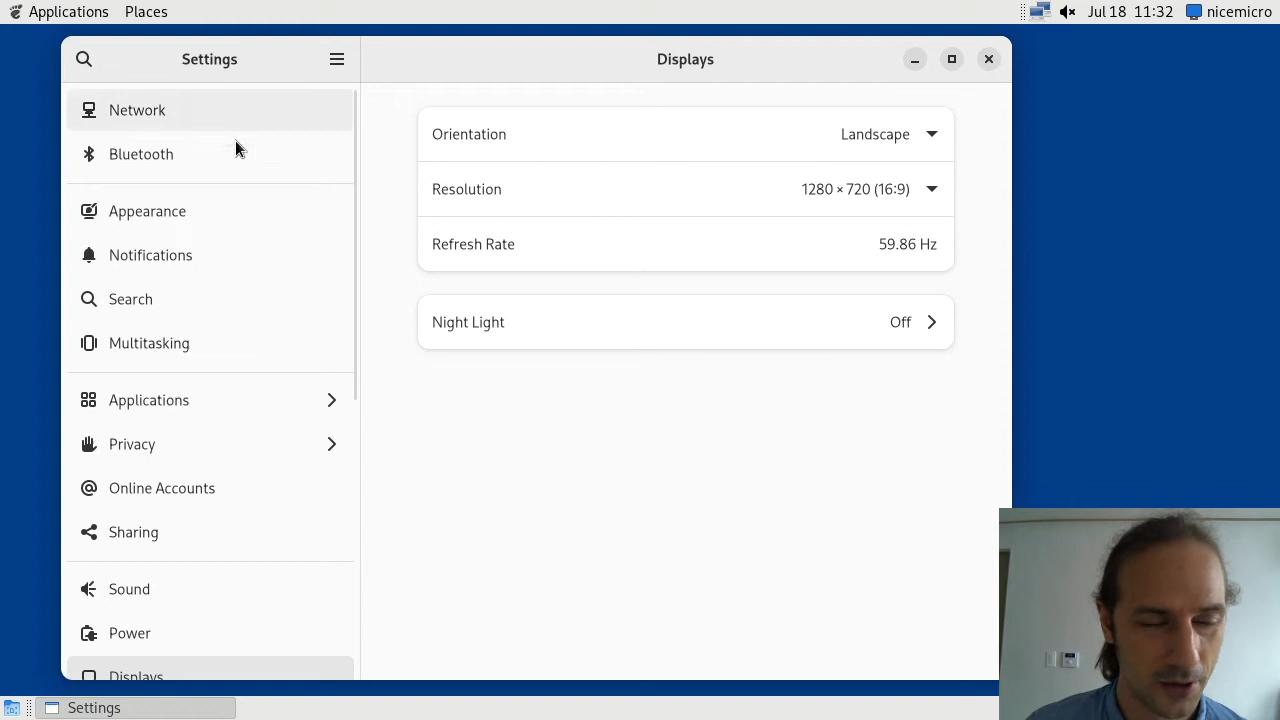 Applications Places Jul 18 11:32 nicemicro
Settings Displays
Network
Bluetooth
Appearance
Notifications
Search
Multitasking
Applications
Privacy
Online Accounts
Sharing
Sound
Power
Displays
Orientation Landscape
Resolution 1280 × 720 (16:9)
Refresh Rate 59.86 Hz
Night Light Off
Settings